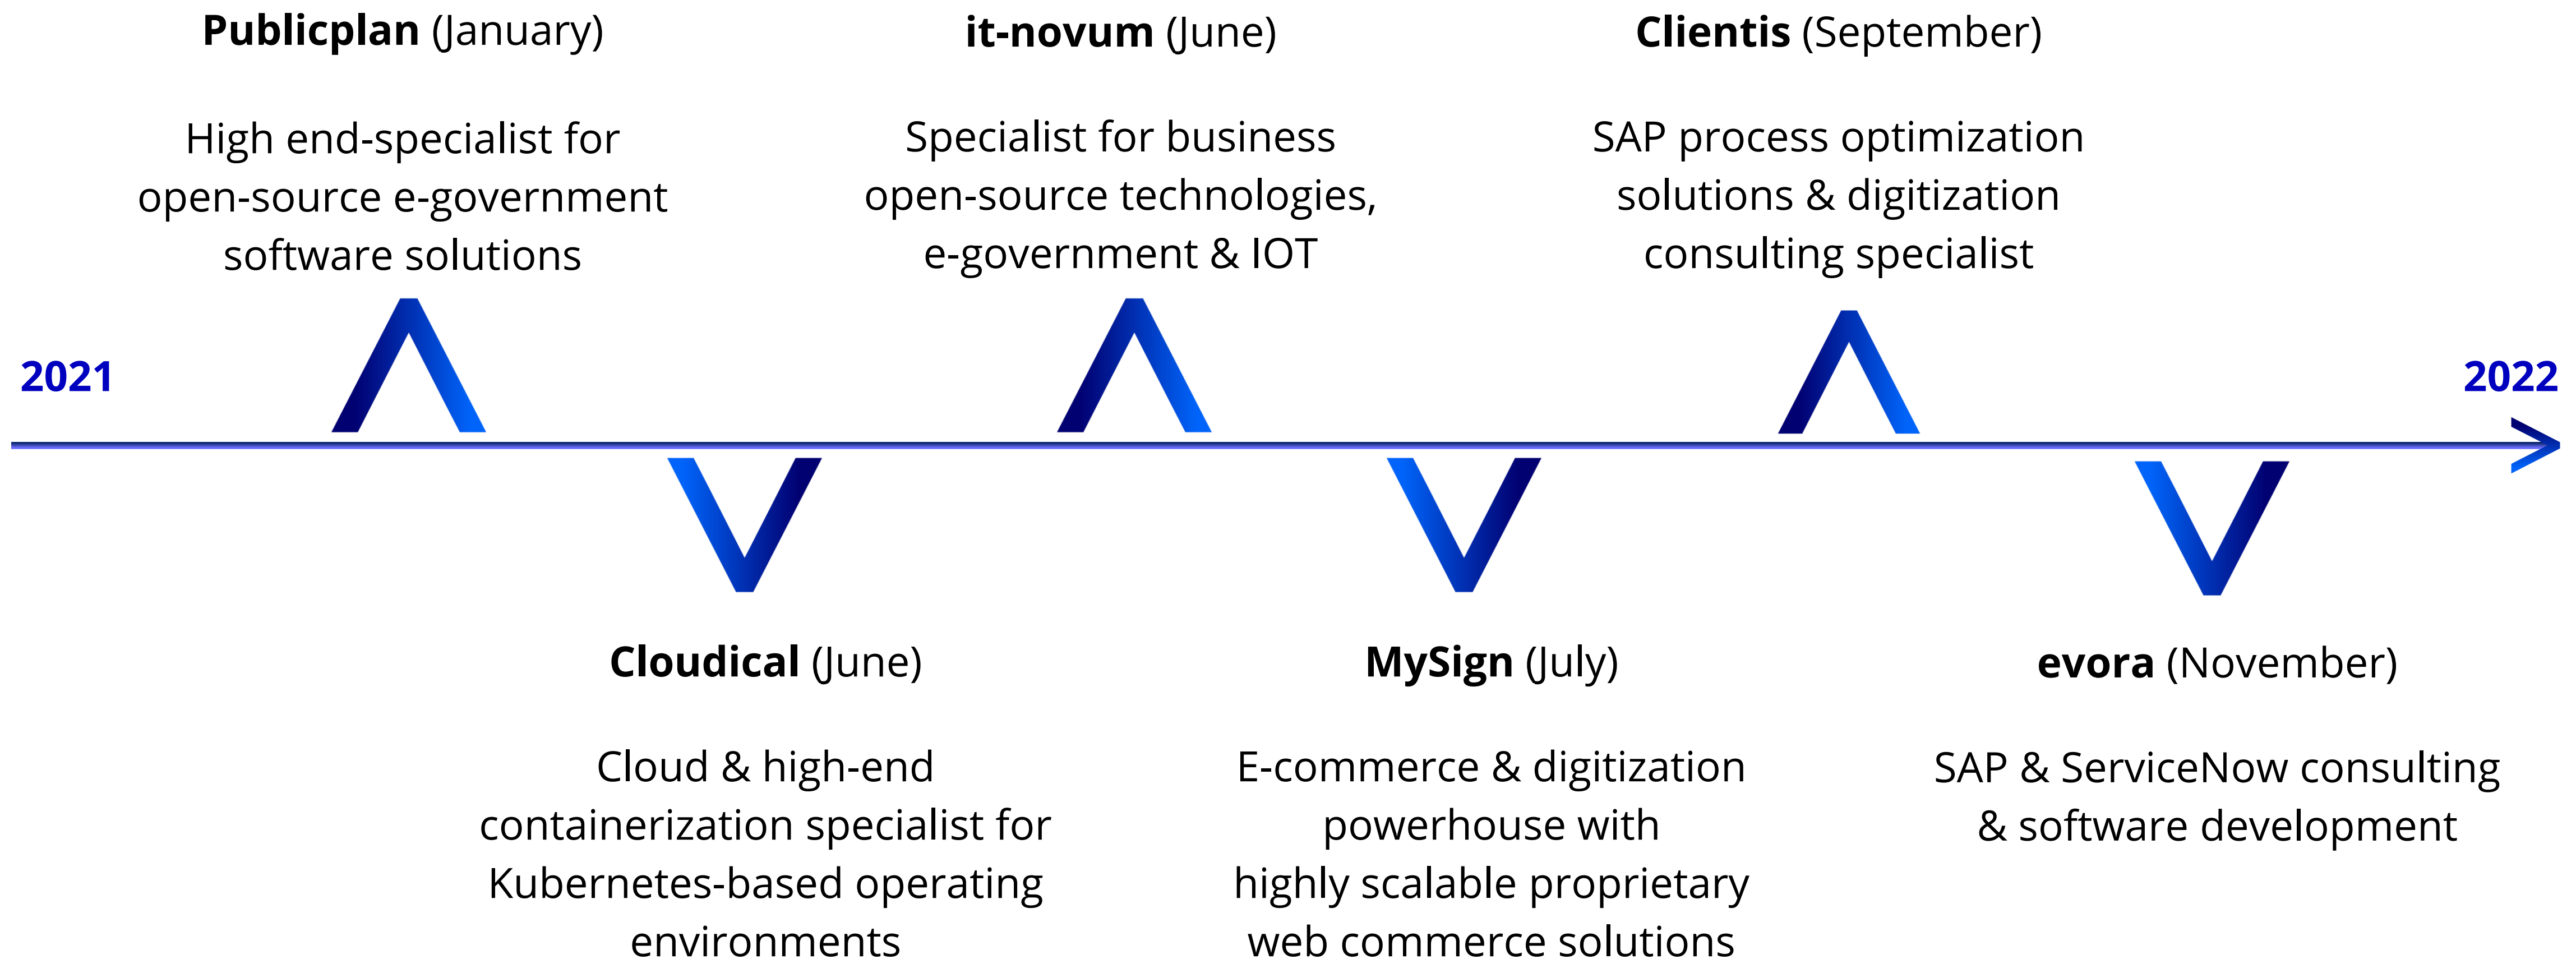 Publicplan (January)
High end-specialist for
open-source e-government
software solutions
it-novum (June)
Specialist for business
open-source technologies,
e-government & IOT
Clientis (September)
SAP process optimization
solutions & digitization
consulting specialist
2021
2022
Cloudical (June)
Cloud & high-end
containerization specialist for
Kubernetes-based operating
environments
MySign (July)
E-commerce & digitization
powerhouse with
highly scalable proprietary
web commerce solutions
evora (November)
SAP & ServiceNow consulting
& software development